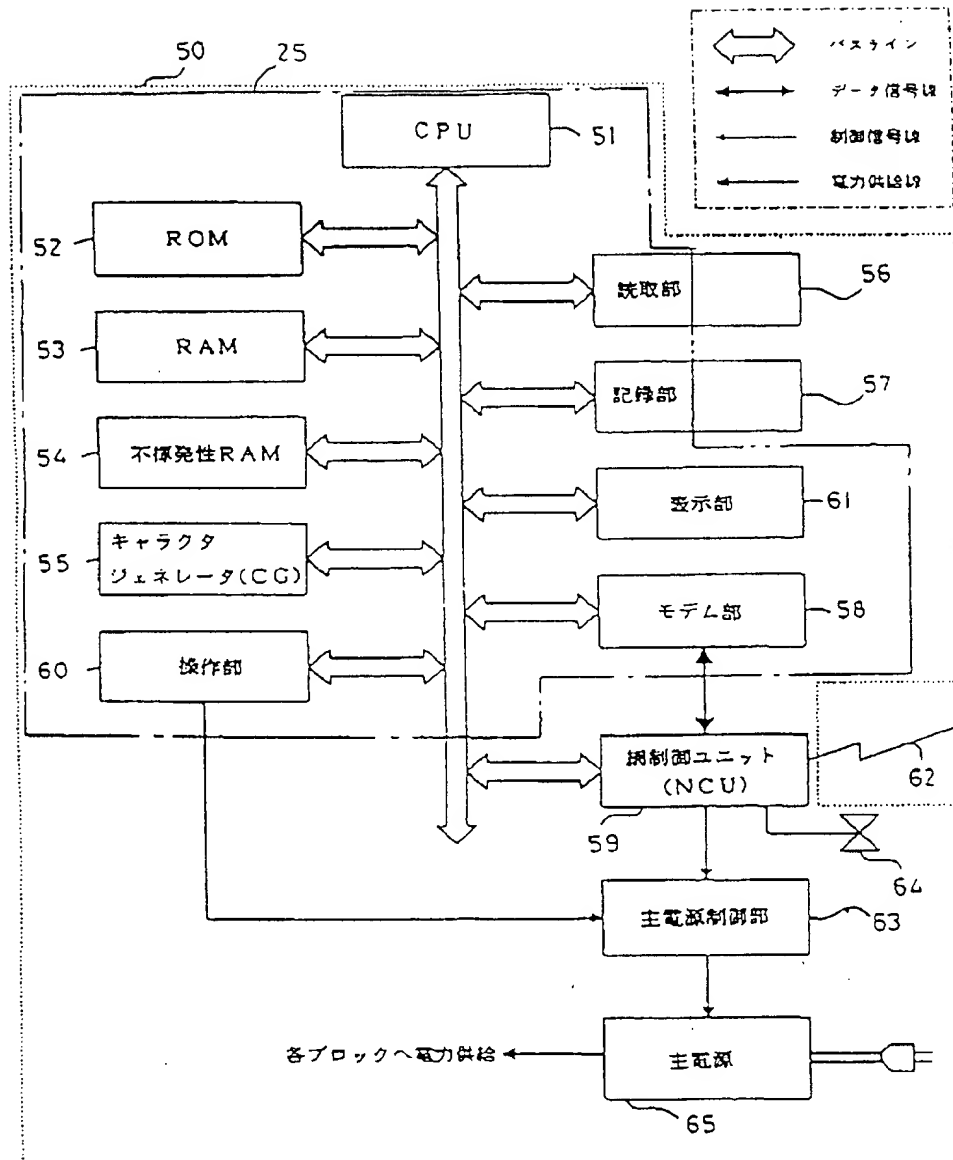 バスライン
データ信号線
制御信号線
電力供給線
50
25
CPU
51
ROM
52
読取部
56
RAM
53
記録部
57
不揮発性RAM
54
表示部
61
キャラクタ
ジェネレータ(CG)
55
モデム部
58
操作部
60
網制御ユニット
(NCU)
59
62
64
主電源制御部
63
各ブロックへ電力供給
主電源
65